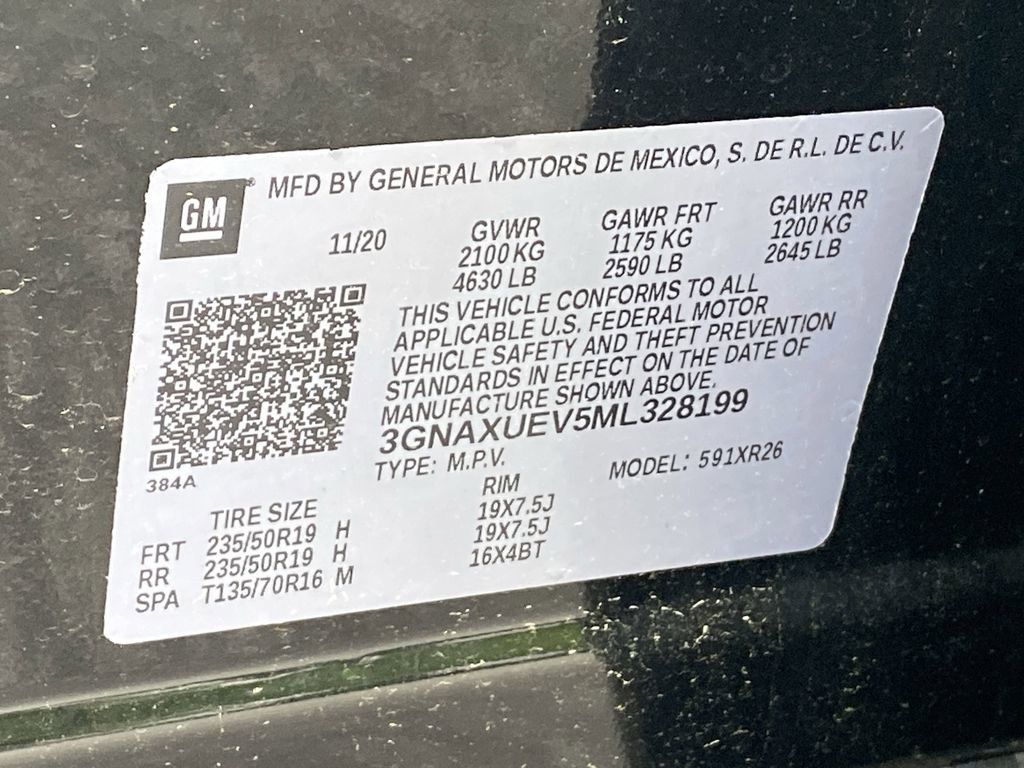 GM® MFD BY GENERAL MOTORS DE MEXICO, S. DE R.L. DE C.V.
11/20 GVWR GAWR FRT GAWR RR
2100 KG 1175 KG 1200 KG
4630 LB 2590 LB 2645 LB
THIS VEHICLE CONFORMS TO ALL
APPLICABLE U.S. FEDERAL MOTOR
VEHICLE SAFETY AND THEFT PREVENTION
STANDARDS IN EFFECT ON THE DATE OF
MANUFACTURE SHOWN ABOVE.
3GNAXUEV5ML328199
TYPE: M.P.V. MODEL: 591XR26
384A
TIRE SIZE RIM
FRT 235/50R19 H 19X7.5J
RR 235/50R19 H 19X7.5J
SPA T135/70R16 M 16X4BT